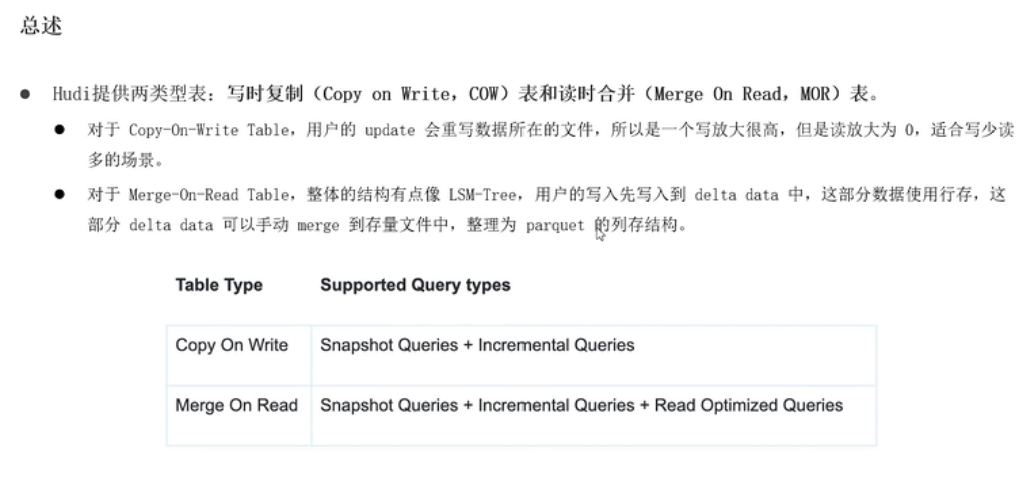 总述
● Hudi提供两类型表：写时复制（Copy on Write，COW）表和读时合并（Merge On Read，MOR）表。
● 对于 Copy-On-Write Table，用户的 update 会重写数据所在的文件，所以是一个写放大很高，但是读放大为 0，适合写少读
多的场景。
● 对于 Merge-On-Read Table，整体的结构有点像 LSM-Tree，用户的写入先写入到 delta data 中，这部分数据使用行存，这
部分 delta data 可以手动 merge 到存量文件中，整理为 parquet 的列存结构。
Table Type Supported Query types
Copy On Write Snapshot Queries + Incremental Queries
Merge On Read Snapshot Queries + Incremental Queries + Read Optimized Queries